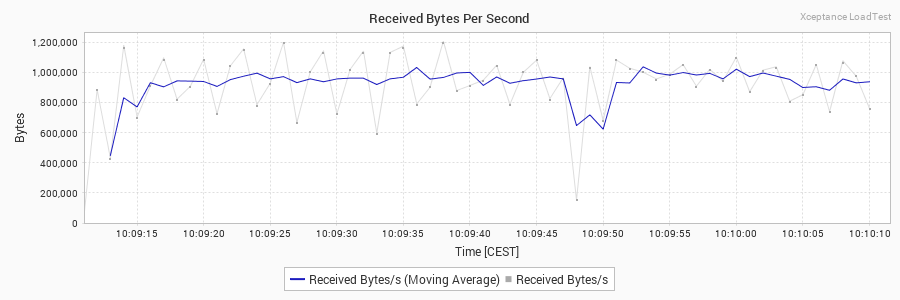 Received Bytes Per Second
Xceptance LoadTest
1,200,000
1,000,000
800,000
600,000
400,000
200,000
0
Bytes
10:09:15 10:09:20 10:09:25 10:09:30 10:09:35 10:09:40 10:09:45 10:09:50 10:09:55 10:10:00 10:10:05 10:10:10
Time [CEST]
Received Bytes/s (Moving Average) Received Bytes/s